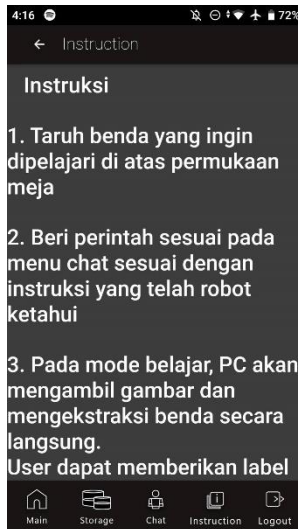 4:16
72%
Instruction
Instruksi
1. Taruh benda yang ingin
dipelajari di atas permukaan
meja
2. Beri perintah sesuai pada
menu chat sesuai dengan
instruksi yang telah robot
ketahui
3. Pada mode belajar, PC akan
mengambil gambar dan
mengekstraksi benda secara
langsung.
User dapat memberikan label
Main Storage Chat Instruction Logout